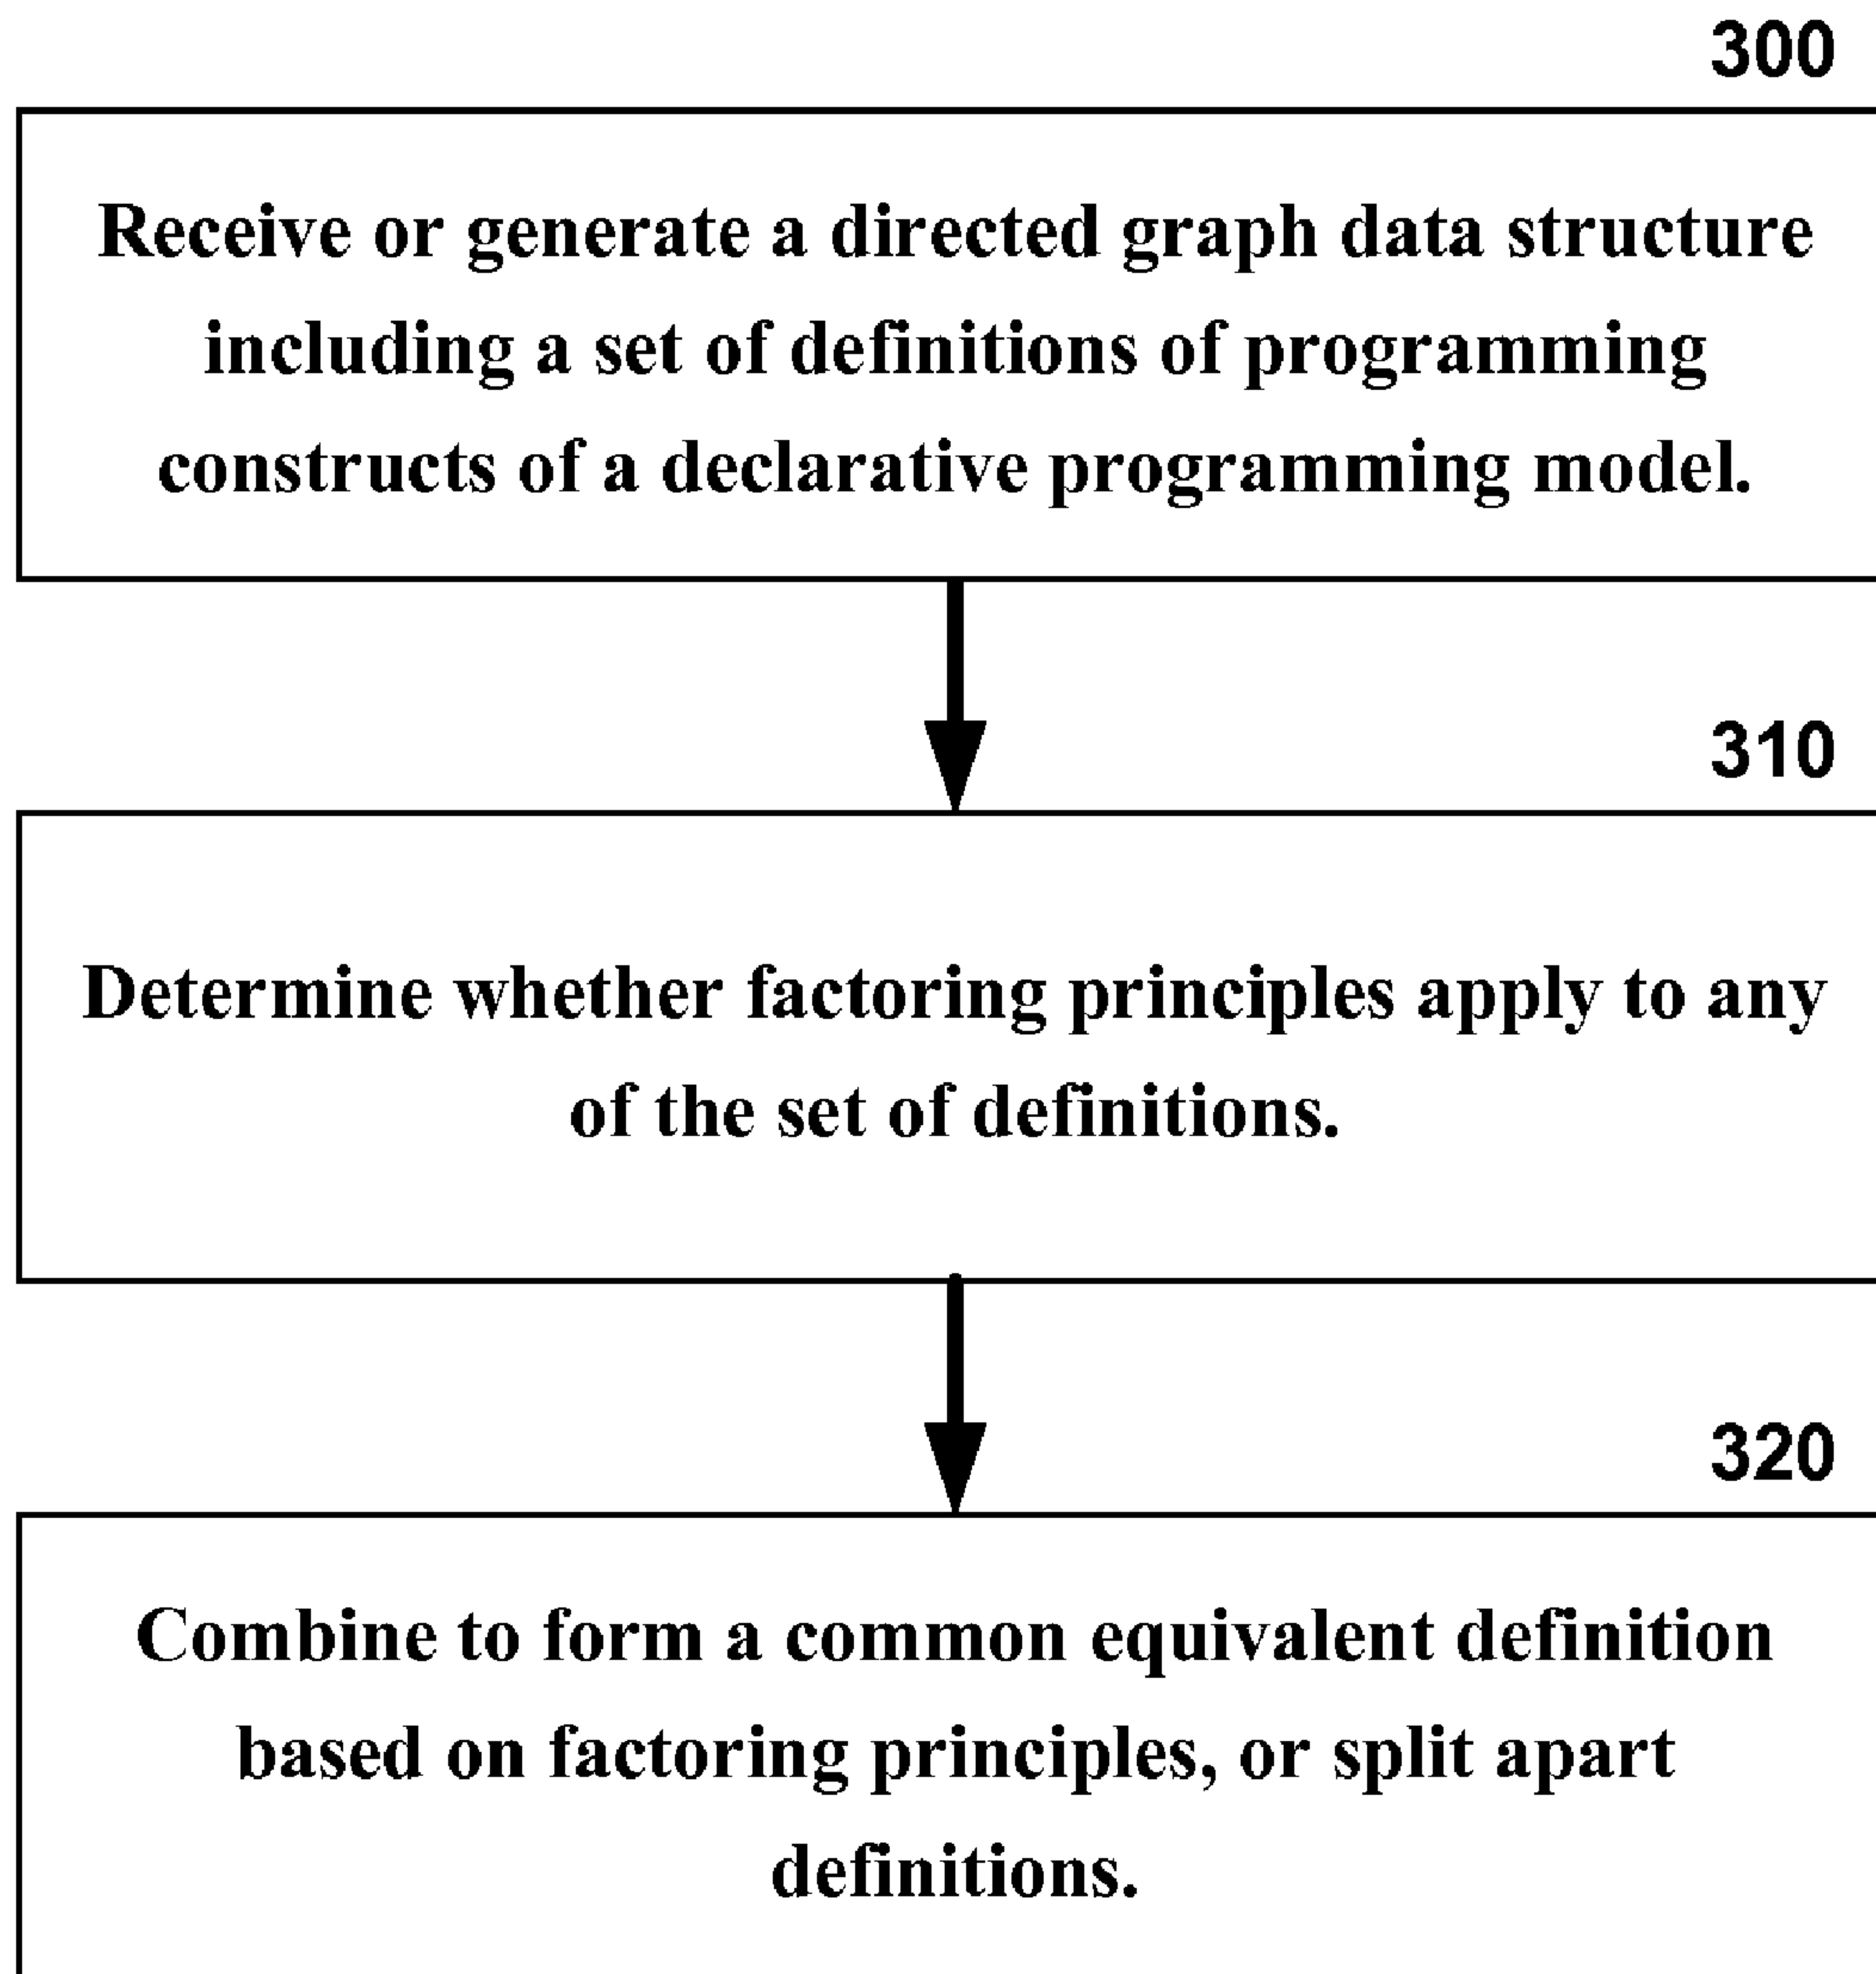 300
Receive or generate a directed graph data structure
including a set of definitions of programming
constructs of a declarative programming model.
310
Determine whether factoring principles apply to any
of the set of definitions.
320
Combine to form a common equivalent definition
based on factoring principles, or split apart
definitions.